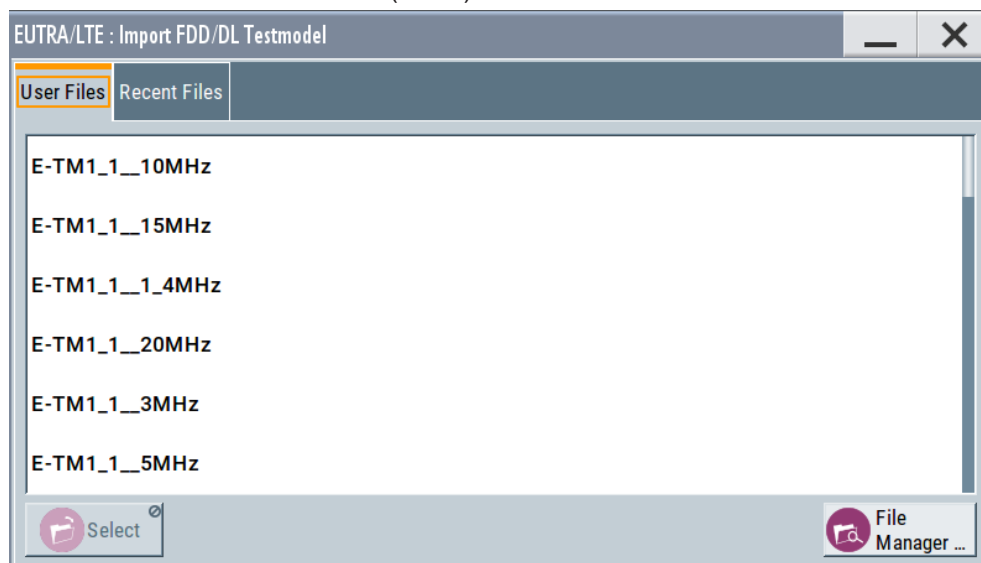 EUTRA/LTE : Import FDD/DL Testmodel
User Files Recent Files
E-TM1_1__10MHz
E-TM1_1__15MHz
E-TM1_1__1_4MHz
E-TM1_1__20MHz
E-TM1_1__3MHz
E-TM1_1__5MHz
Select
File
Manager ...